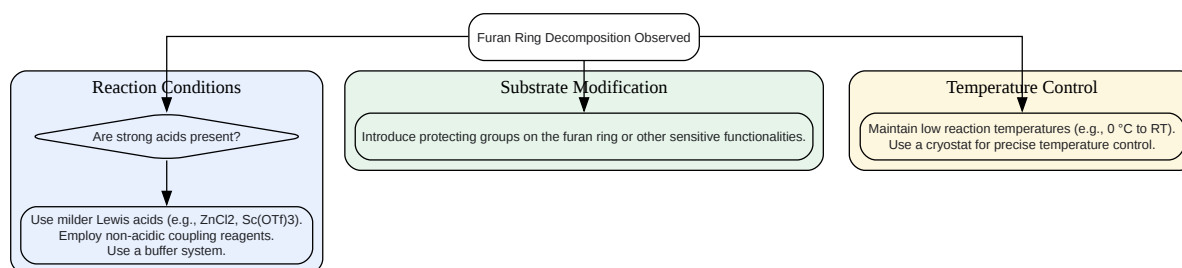 Furan Ring Decomposition Observed
Reaction Conditions
Are strong acids present?
Use milder Lewis acids (e.g., ZnCl2, Sc(OTf)3).
Employ non-acidic coupling reagents.
Use a buffer system.
Substrate Modification
Introduce protecting groups on the furan ring or other sensitive functionalities.
Temperature Control
Maintain low reaction temperatures (e.g., 0 °C to RT).
Use a cryostat for precise temperature control.